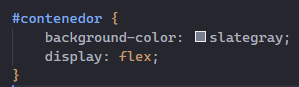 #contenedor {
    background-color: slategray;
    display: flex;
}